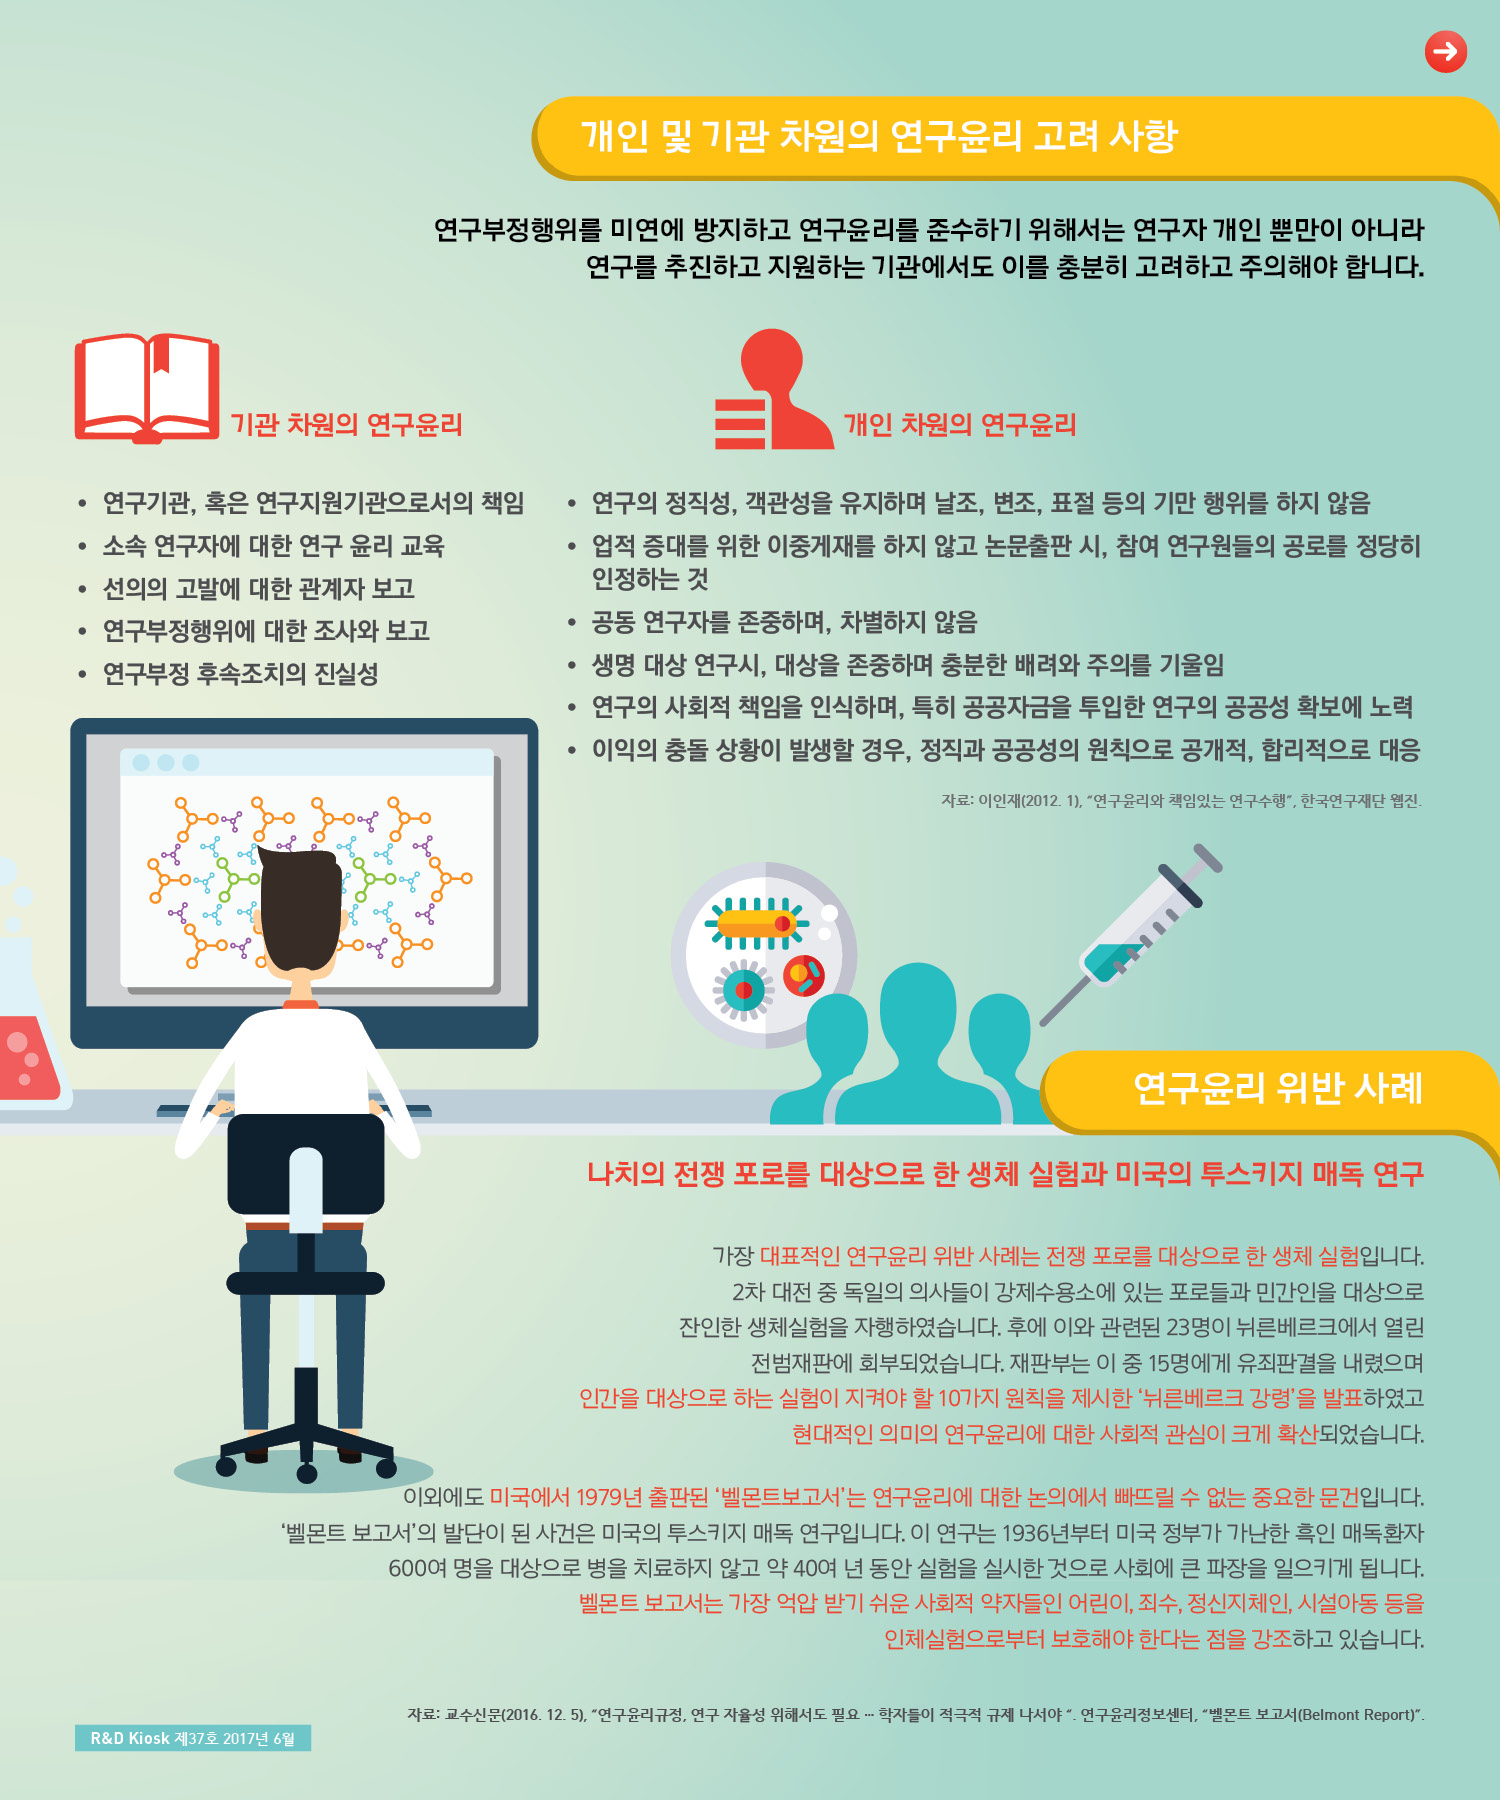 개인 및 기관 차원의 연구윤리 고려 사항
연구부정행위를 미연에 방지하고 연구윤리를 준수하기 위해서는 연구자 개인 뿐만이 아니라
연구를 추진하고 지원하는 기관에서도 이를 충분히 고려하고 주의해야 합니다.
기관 차원의 연구윤리
• 연구기관, 혹은 연구지원기관으로서의 책임
• 소속 연구자에 대한 연구 윤리 교육
• 선의의 고발에 대한 관계자 보고
• 연구부정행위에 대한 조사와 보고
• 연구부정 후속조치의 진실성
개인 차원의 연구윤리
• 연구의 정직성, 객관성을 유지하며 날조, 변조, 표절 등의 기만 행위를 하지 않음
• 업적 증대를 위한 이중게재를 하지 않고 논문출판 시, 참여 연구원들의 공로를 정당히
인정하는 것
• 공동 연구자를 존중하며, 차별하지 않음
• 생명 대상 연구시, 대상을 존중하며 충분한 배려와 주의를 기울임
• 연구의 사회적 책임을 인식하며, 특히 공공자금을 투입한 연구의 공공성 확보에 노력
• 이익의 충돌 상황이 발생할 경우, 정직과 공공성의 원칙으로 공개적, 합리적으로 대응
자료: 이인재(2012. 1), “연구윤리와 책임있는 연구수행”, 한국연구재단 웹진.
연구윤리 위반 사례
나치의 전쟁 포로를 대상으로 한 생체 실험과 미국의 투스키지 매독 연구
가장 대표적인 연구윤리 위반 사례는 전쟁 포로를 대상으로 한 생체 실험입니다.
2차 대전 중 독일의 의사들이 강제수용소에 있는 포로들과 민간인을 대상으로
잔인한 생체실험을 자행하였습니다. 후에 이와 관련된 23명이 뉘른베르크에서 열린
전범재판에 회부되었습니다. 재판부는 이 중 15명에게 유죄판결을 내렸으며
인간을 대상으로 하는 실험이 지켜야 할 10가지 원칙을 제시한 ‘뉘른베르크 강령’을 발표하였고
현대적인 의미의 연구윤리에 대한 사회적 관심이 크게 확산되었습니다.
이외에도 미국에서 1979년 출판된 ‘벨몬트보고서’는 연구윤리에 대한 논의에서 빠뜨릴 수 없는 중요한 문건입니다.
‘벨몬트 보고서’의 발단이 된 사건은 미국의 투스키지 매독 연구입니다. 이 연구는 1936년부터 미국 정부가 가난한 흑인 매독환자
600여 명을 대상으로 병을 치료하지 않고 약 40여 년 동안 실험을 실시한 것으로 사회에 큰 파장을 일으키게 됩니다.
벨몬트 보고서는 가장 억압 받기 쉬운 사회적 약자들인 어린이, 죄수, 정신지체인, 시설아동 등을
인체실험으로부터 보호해야 한다는 점을 강조하고 있습니다.
자료: 교수신문(2016. 12. 5), “연구윤리규정, 연구 자율성 위해서도 필요 … 학자들이 적극적 규제 나서야 “. 연구윤리정보센터, “벨몬트 보고서(Belmont Report)”.
R&D Kiosk 제37호 2017년 6월